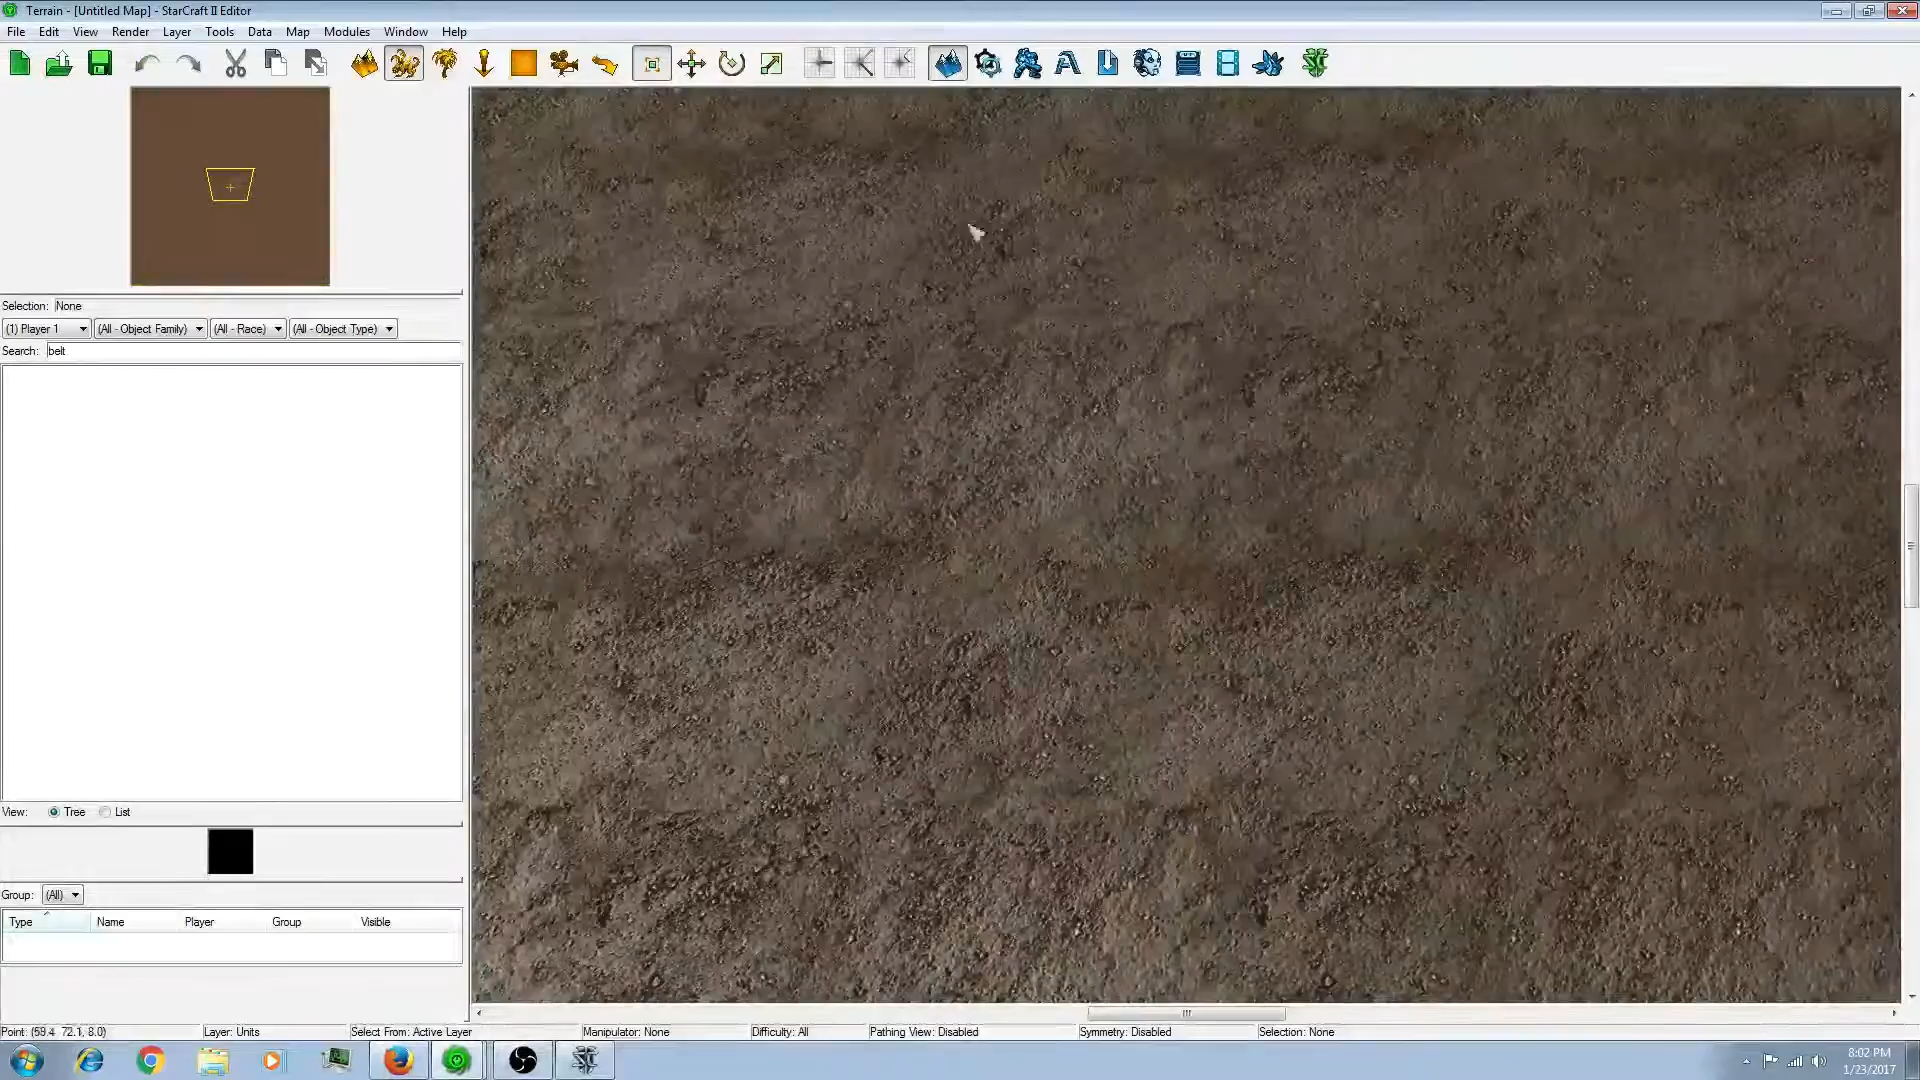 Terrain - [Untitled Map] - StarCraft II Editor
File Edit View Render Layer Tools Data Map Modules Window Help
Selection: None
(1) Player 1 (All - Object Family) (All - Race) (All - Object Type)
Search: belt
View: Tree List
Group: (All)
Type Name Player Group Visible
Point: (59.4 72.1, 8.0) Layer: Units Select From: Active Layer Manipulator: None Difficulty: All Pathing View: Disabled Symmetry: Disabled Selection: None
8:02 PM
1/23/2017